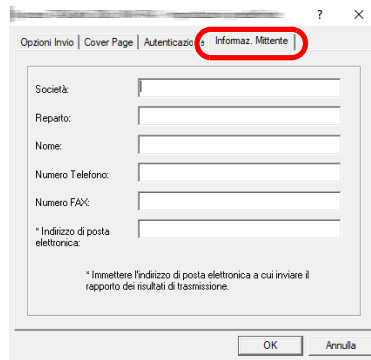 ?
Opzioni Invio Cover Page Autenticazione Informaz. Mittente
Società:
Reparto:
Nome:
Numero Telefono:
Numero FAX:
* Indirizzo di posta
elettronica:
* Immettere l'indirizzo di posta elettronica a cui inviare il
rapporto dei risultati di trasmissione.
OK Annulla